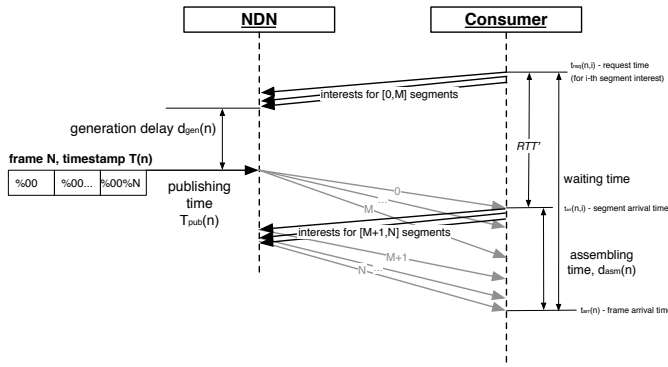 NDN
Consumer
treq(n,i) - request time
(for i-th segment interest)
interests for [0,M] segments
generation delay dgen(n)
RTT'
frame N, timestamp T(n)
%00
%00...
%00%N
publishing
time
Tpub(n)
0
...
M
waiting time
tarr(n,i) - segment arrival time
interests for [M+1,N] segments
M+1
N
...
assembling
time, dasm(n)
tarr(n) - frame arrival time